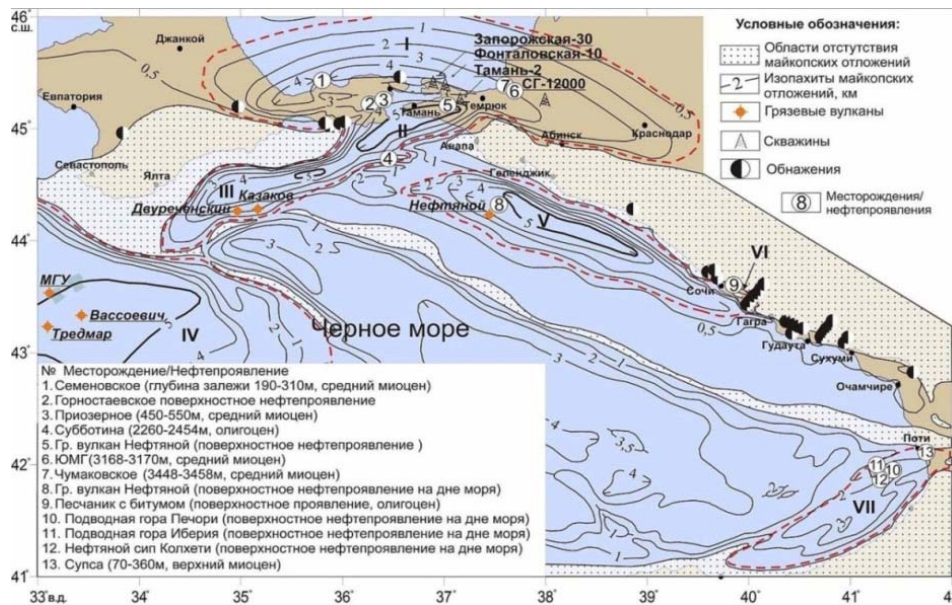 46°
с.ш.
45°
44°
43°
42°
41°
33°
в.д.
34°
35°
36°
37°
38°
39°
40°
41°
42
Джанкой
Евпатория
Севастополь
Ялта
I
Запорожская-30
Фонталовская-10
Тамань-2
СГ-12000
Тамань
Темрюк
Анапа
Абинск
Краснодар
Геленджик
II
III
Казаков
Двуреченский
Нефтяной
V
VI
Сочи
Гагра
Гудаута
Сухуми
Очамчире
Поти
VII
МГУ
Вассоевич
Тредмар
IV
Черное море
Условные обозначения:
Области отсутствия
майкопских отложений
Изопахиты майкопских
отложений, км
Грязевые вулканы
Скважины
Обнажения
Месторождения/
нефтепроявления
№ Месторождение/Нефтепроявление
1. Семеновское (глубина залежи 190-310м, средний миоцен)
2. Горностаевское поверхностное нефтепроявление
3. Приозерное (450-550м, средний миоцен)
4. Субботина (2260-2454м, олигоцен)
5. Гр. вулкан Нефтяной (поверхностное нефтепроявление )
6. ЮМГ(3168-3170м, средний миоцен)
7. Чумаковское (3448-3458м, средний миоцен)
8. Гр. вулкан Нефтяной (поверхностное нефтепроявление на дне моря)
9. Песчаник с битумом (поверхностное проявление, олигоцен)
10. Подводная гора Печори (поверхностное нефтепроявление на дне моря)
11. Подводная гора Иберия (поверхностное нефтепроявление на дне моря)
12. Нефтяной сип Колхети (поверхностное нефтепроявление на дне моря)
13. Супса (70-360м, верхний миоцен)